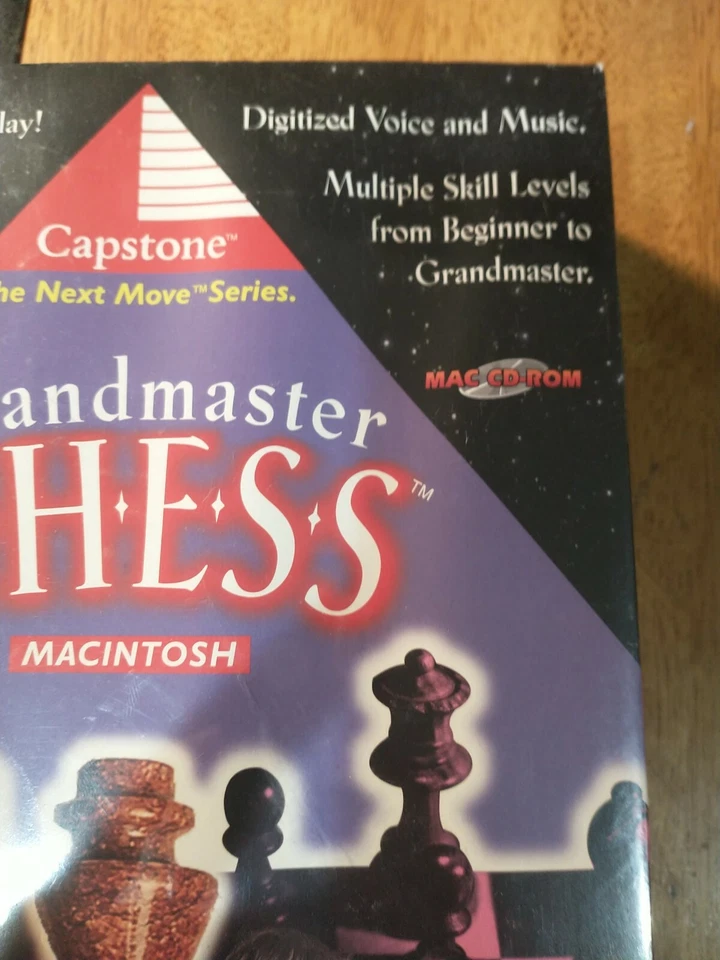 lay!
Digitized Voice and Music.
Multiple Skill Levels
from Beginner to
Grandmaster.
Capstone™
he Next Move™ Series.
MAC CD-ROM
andmaster
H·E·S·S™
MACINTOSH